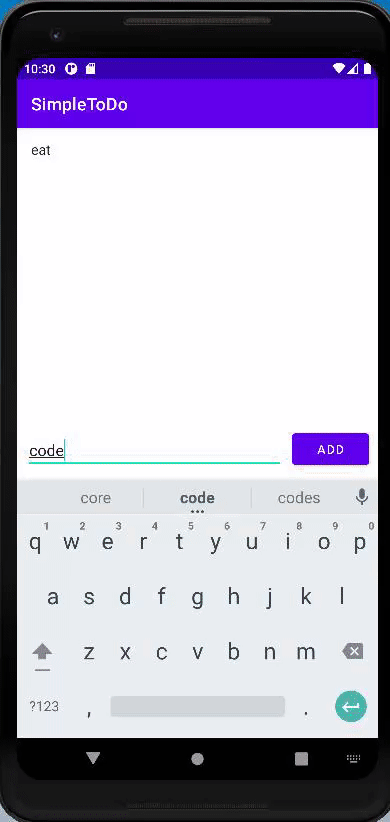 10:30
SimpleToDo
eat
code ADD
core code codes
1 2 3 4 5 6 7 8 9 0
q w e r t y u i o p
a s d f g h j k l
z x c v b n m
?123 , .